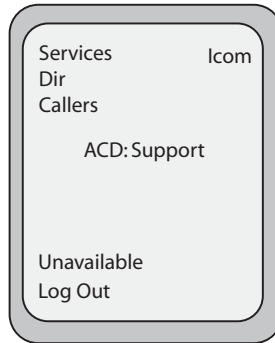 Services Icom
Dir
Callers
ACD: Support
Unavailable
Log Out